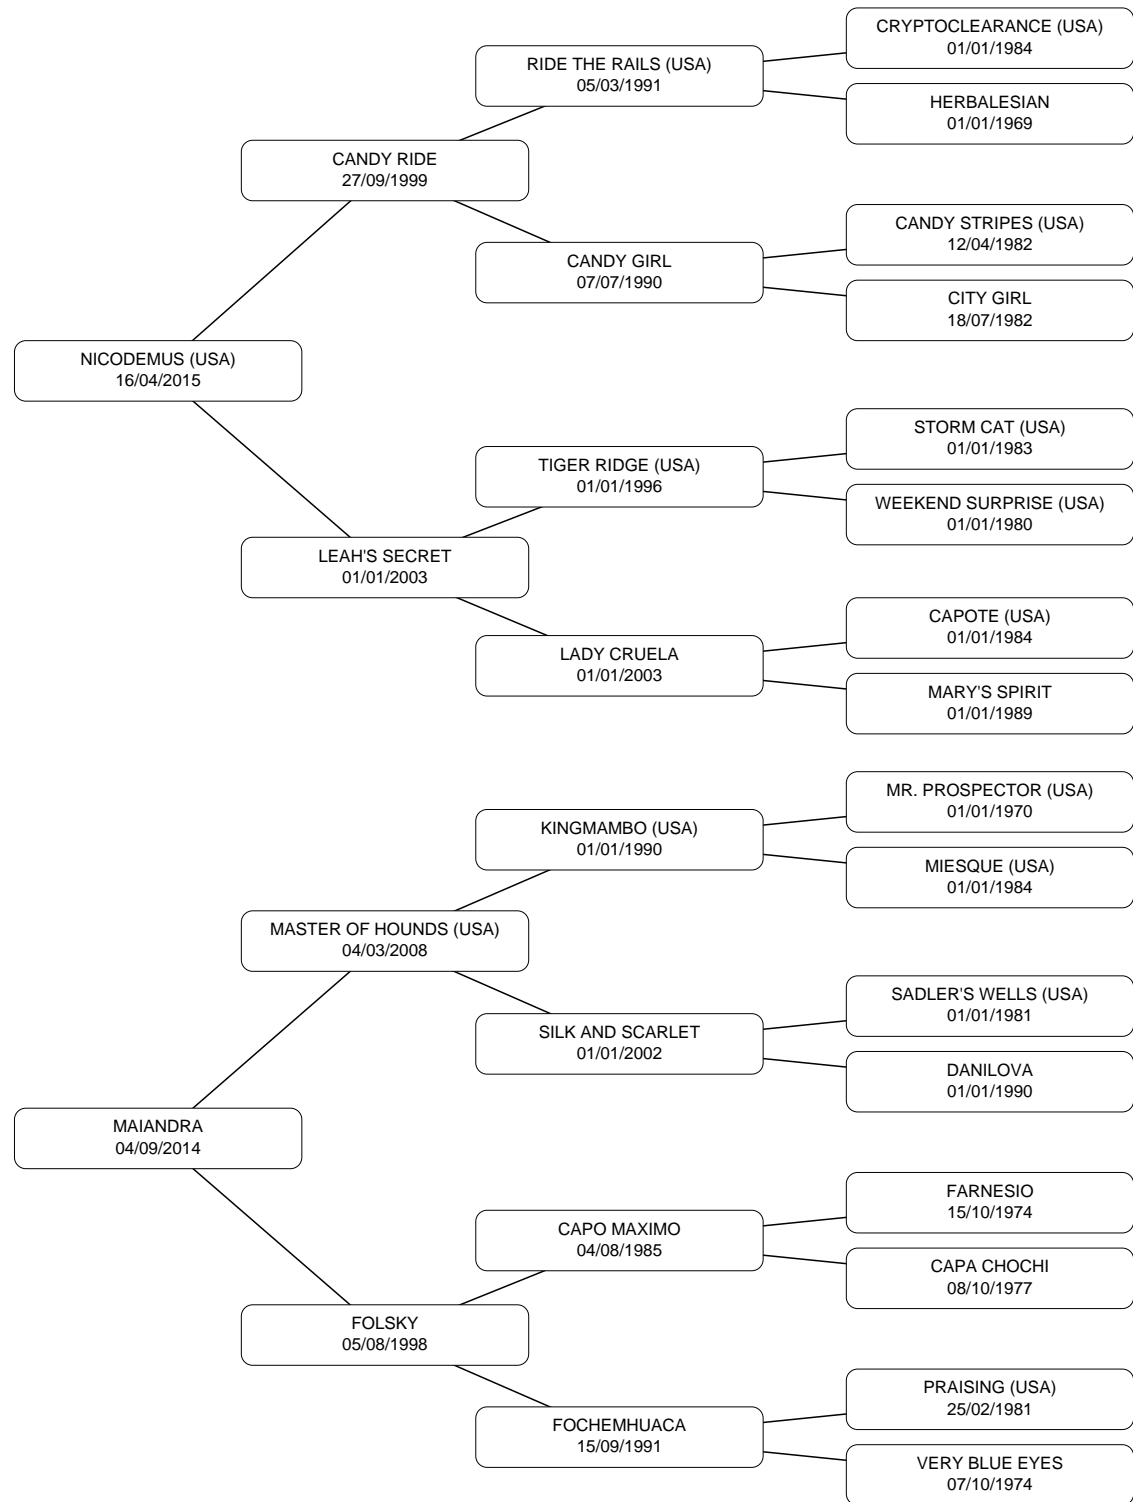 CRYPTOCLEARANCE (USA)
01/01/1984
RIDE THE RAILS (USA)
05/03/1991
HERBALESIAN
01/01/1969
CANDY RIDE
27/09/1999
CANDY STRIPES (USA)
12/04/1982
CANDY GIRL
07/07/1990
CITY GIRL
18/07/1982
NICODEMUS (USA)
16/04/2015
STORM CAT (USA)
01/01/1983
TIGER RIDGE (USA)
01/01/1996
WEEKEND SURPRISE (USA)
01/01/1980
LEAH'S SECRET
01/01/2003
CAPOTE (USA)
01/01/1984
LADY CRUELA
01/01/2003
MARY'S SPIRIT
01/01/1989
MR. PROSPECTOR (USA)
01/01/1970
KINGMAMBO (USA)
01/01/1990
MIESQUE (USA)
01/01/1984
MASTER OF HOUNDS (USA)
04/03/2008
SADLER'S WELLS (USA)
01/01/1981
SILK AND SCARLET
01/01/2002
DANILOVA
01/01/1990
MAIANDRA
04/09/2014
FARNESIO
15/10/1974
CAPO MAXIMO
04/08/1985
CAPA CHOCHI
08/10/1977
FOLSKY
05/08/1998
PRAISING (USA)
25/02/1981
FOCHEMHUACA
15/09/1991
VERY BLUE EYES
07/10/1974